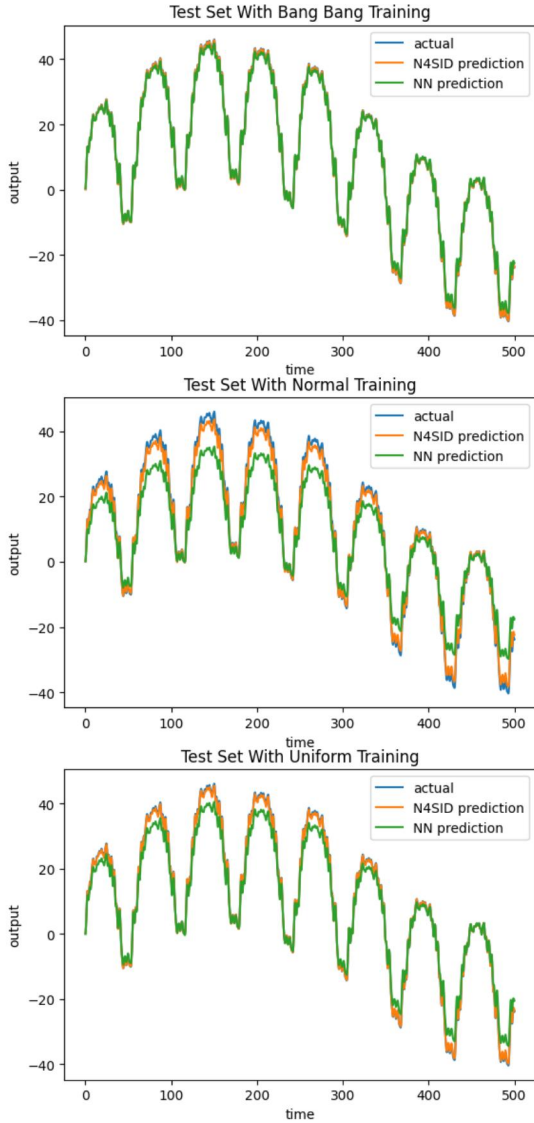 Test Set With Bang Bang Training
actual
N4SID prediction
NN prediction
output
40
20
0
−20
−40
0 100 200 300 400 500
time
Test Set With Normal Training
actual
N4SID prediction
NN prediction
output
40
20
0
−20
−40
0 100 200 300 400 500
time
Test Set With Uniform Training
actual
N4SID prediction
NN prediction
output
40
20
0
−20
−40
0 100 200 300 400 500
time